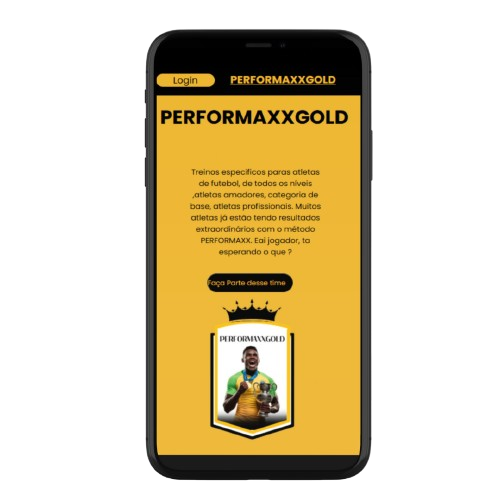 Login
PERFORMAXXGOLD
PERFORMAXXGOLD
Treinos específicos paras atletas
de futebol, de todos os níveis
,atletas amadores, categoria de
base, atletas profissionais. Muitos
atletas já estão tendo resultados
extraordinários com o método
PERFORMAXX. Eai jogador, ta
esperando o que ?
Faça Parte desse time
PERFORMAXXGOLD